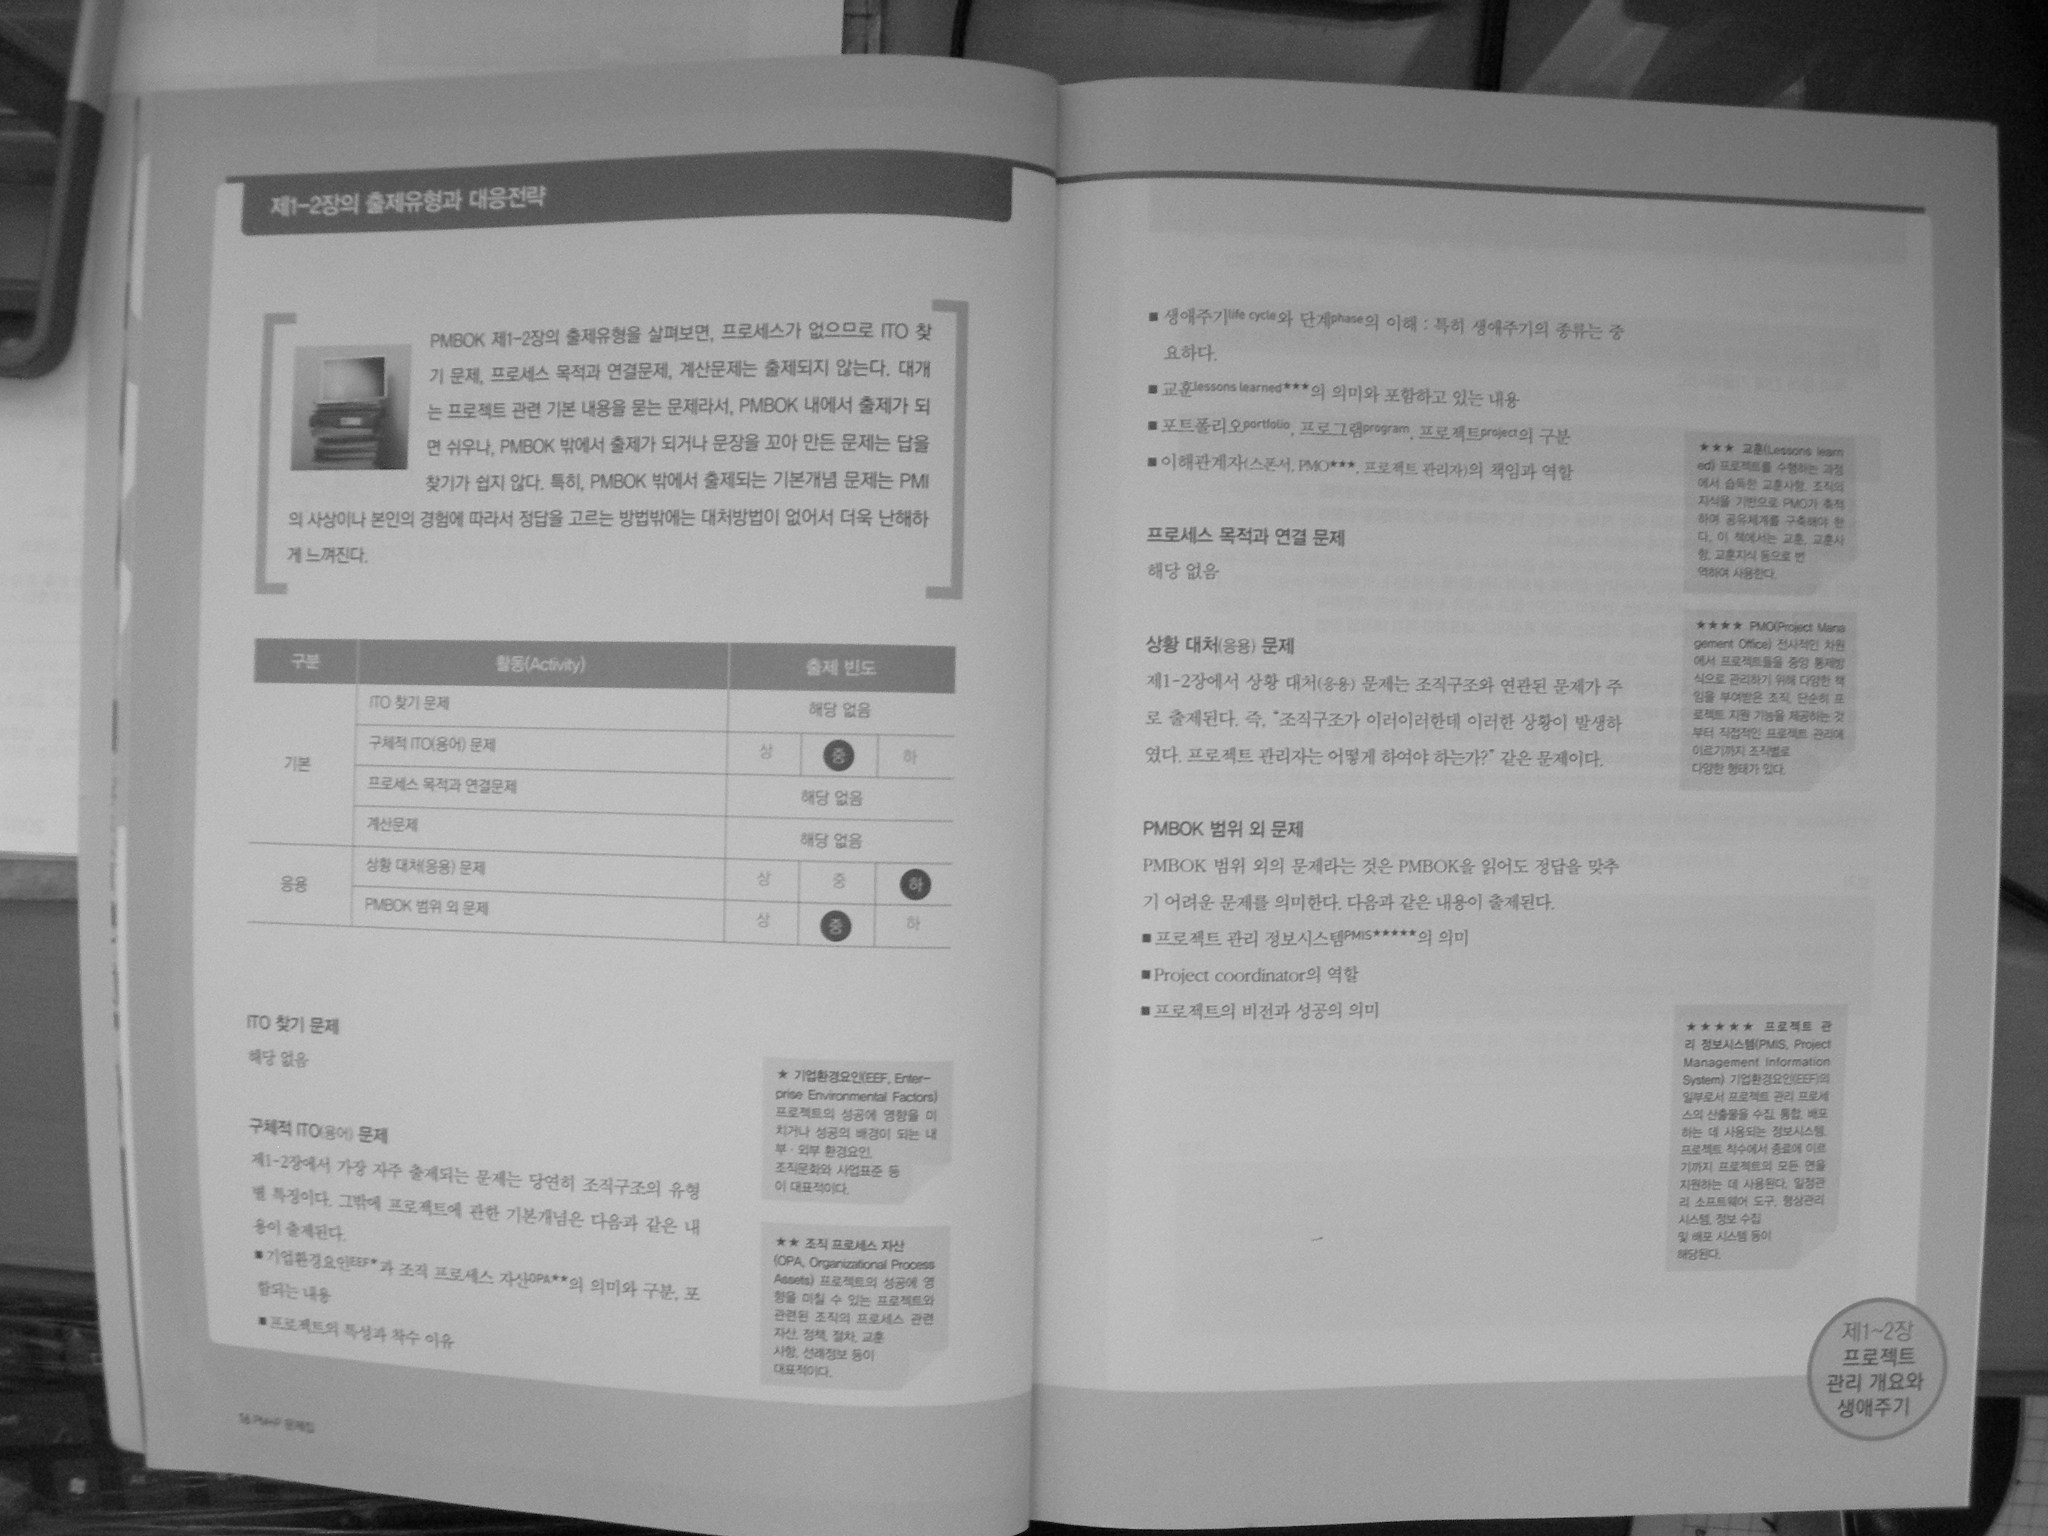 제1-2장의 출제유형과 대응전략
PMBOK 제1-2장의 출제유형을 살펴보면, 프로세스가 없으므로 ITO 찾
기 문제, 프로세스 목적과 연결문제, 계산문제는 출제되지 않는다. 대개
는 프로젝트 관련 기본 내용을 묻는 문제라서, PMBOK 내에서 출제가 되
면 쉬우나, PMBOK 밖에서 출제가 되거나 문장을 꼬아 만든 문제는 답을
찾기가 쉽지 않다. 특히, PMBOK 밖에서 출제되는 기본개념 문제는 PMI
의 사상이나 본인의 경험에 따라서 정답을 고르는 방법밖에는 대처방법이 없어서 더욱 난해하
게 느껴진다.
구분 활동(Activity) 출제 빈도
기본
ITO 찾기 문제 해당 없음
구체적 ITO(용어) 문제 상 중 하
프로세스 목적과 연결문제 해당 없음
계산문제 해당 없음
응용
상황 대처(응용) 문제 상 중 하
PMBOK 범위 외 문제 상 중 하
ITO 찾기 문제
해당 없음
구체적 ITO(용어) 문제
제1-2장에서 가장 자주 출제되는 문제는 당연히 조직구조의 유형
별 특징이다. 그밖에 프로젝트에 관한 기본개념은 다음과 같은 내
용이 출제된다.
■ 기업환경요인EEF★과 조직 프로세스 자산OPA★★의 의미와 구분, 포
함되는 내용
■ 프로젝트의 특성과 착수 이유
★ 기업환경요인(EEF, Enter-
prise Environmental Factors)
프로젝트의 성공에 영향을 미
치거나 성공의 배경이 되는 내
부·외부 환경요인.
조직문화와 사업표준 등
이 대표적이다.
★★ 조직 프로세스 자산
(OPA, Organizational Process
Assets) 프로젝트의 성공에 영
향을 미칠 수 있는 프로젝트와
관련된 조직의 프로세스 관련
자산. 정책, 절차, 교훈
사항, 선례정보 등이
대표적이다.
16 PMP 문제집
■ 생애주기life cycle와 단계phase의 이해 : 특히 생애주기의 종류는 중
요하다.
■ 교훈lessons learned★★★의 의미와 포함하고 있는 내용
■ 포트폴리오portfolio, 프로그램program, 프로젝트project의 구분
■ 이해관계자(스폰서, PMO★★★, 프로젝트 관리자)의 책임과 역할
프로세스 목적과 연결 문제
해당 없음
상황 대처(응용) 문제
제1-2장에서 상황 대처(응용) 문제는 조직구조와 연관된 문제가 주
로 출제된다. 즉, "조직구조가 이러이러한데 이러한 상황이 발생하
였다. 프로젝트 관리자는 어떻게 하여야 하는가?" 같은 문제이다.
PMBOK 범위 외 문제
PMBOK 범위 외의 문제라는 것은 PMBOK을 읽어도 정답을 맞추
기 어려운 문제를 의미한다. 다음과 같은 내용이 출제된다.
■ 프로젝트 관리 정보시스템PMIS★★★★★의 의미
■ Project coordinator의 역할
■ 프로젝트의 비전과 성공의 의미
★★★ 교훈(Lessons learn
ed) 프로젝트를 수행하는 과정
에서 습득한 교훈사항. 조직의
지식을 기반으로 PMO가 축적
하여 공유체계를 구축해야 한
다. 이 책에서는 교훈, 교훈사
항, 교훈지식 등으로 번
역하여 사용한다.
★★★★ PMO(Project Mana
gement Office) 전사적인 차원
에서 프로젝트들을 중앙 통제방
식으로 관리하기 위해 다양한 책
임을 부여받은 조직. 단순히 프
로젝트 지원 기능을 제공하는 것
부터 직접적인 프로젝트 관리에
이르기까지 조직별로
다양한 형태가 있다.
★★★★★ 프로젝트 관
리 정보시스템(PMIS, Project
Management Information
System) 기업환경요인(EEF)의
일부로서 프로젝트 관리 프로세
스의 산출물을 수집, 통합, 배포
하는 데 사용되는 정보시스템.
프로젝트 착수에서 종료에 이르
기까지 프로젝트의 모든 면을
지원하는 데 사용된다. 일정관
리 소프트웨어 도구, 형상관리
시스템, 정보 수집
및 배포 시스템 등이
해당된다.
제1~2장
프로젝트
관리 개요와
생애주기